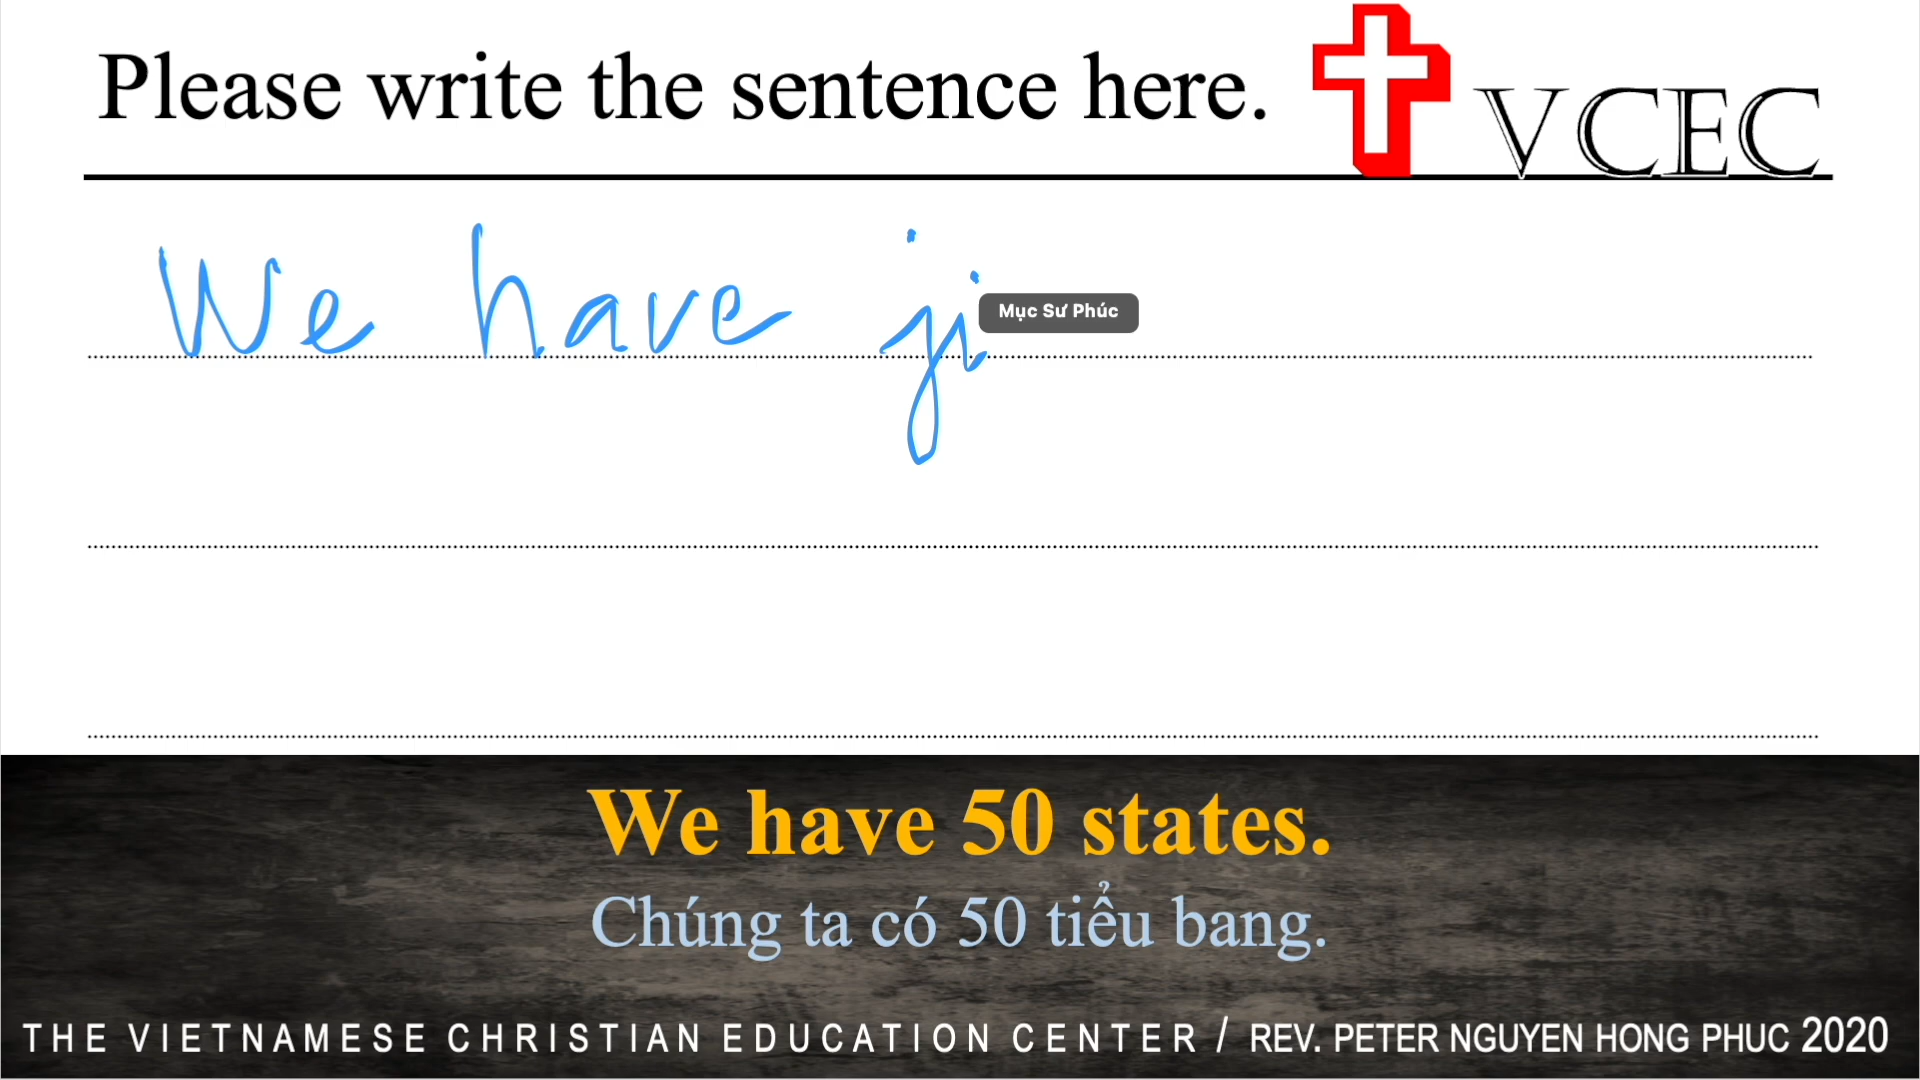 Please write the sentence here.
VCEC
We have ji
Mục Sư Phúc
We have 50 states.
Chúng ta có 50 tiểu bang.
THE VIETNAMESE CHRISTIAN EDUCATION CENTER / REV. PETER NGUYEN HONG PHUC 2020